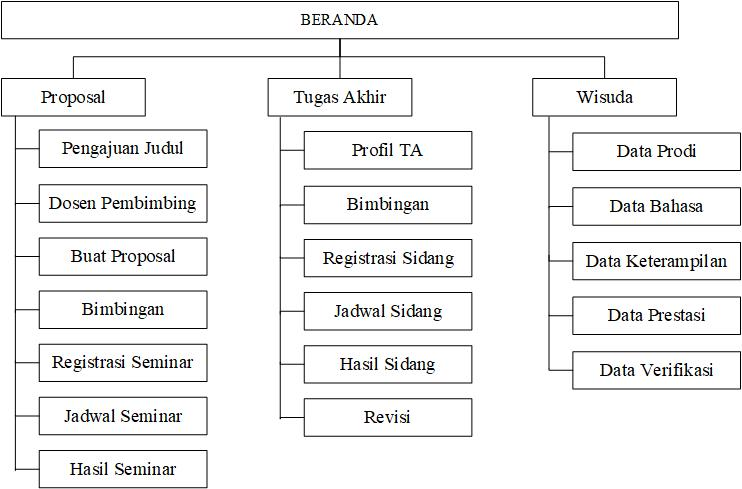 BERANDA
Proposal
Pengajuan Judul
Dosen Pembimbing
Buat Proposal
Bimbingan
Registrasi Seminar
Jadwal Seminar
Hasil Seminar
Tugas Akhir
Profil TA
Bimbingan
Registrasi Sidang
Jadwal Sidang
Hasil Sidang
Revisi
Wisuda
Data Prodi
Data Bahasa
Data Keterampilan
Data Prestasi
Data Verifikasi